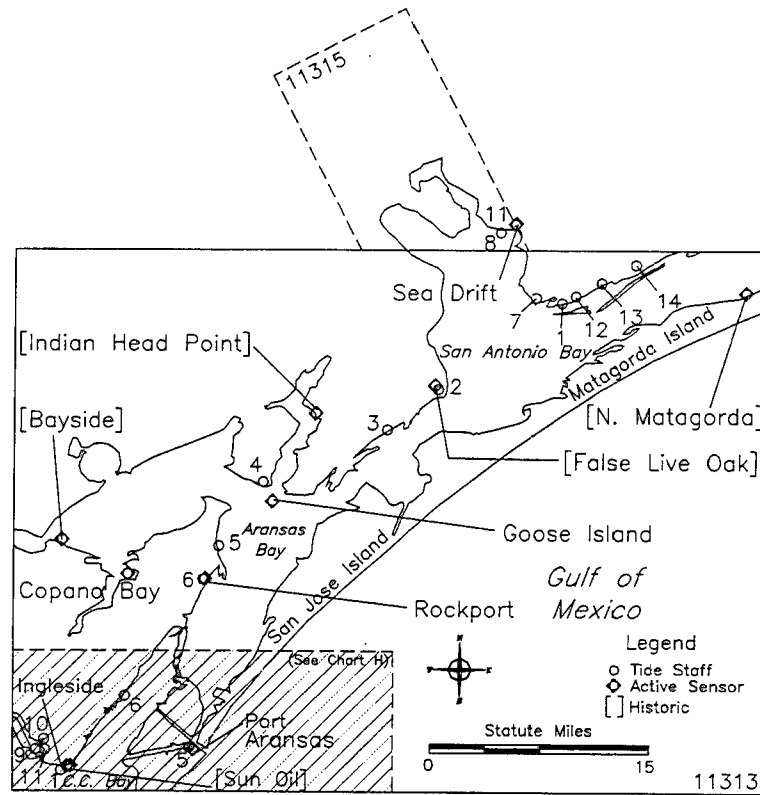 11315
11
8
Sea Drift
7
1
12
13
14
San Antonio Bay
Matagorda Island
[Indian Head Point]
2
[N. Matagorda]
[Bayside]
3
[False Live Oak]
4
Aransas
Bay
Goose Island
5
San Jose Island
Copano Bay
6
Rockport
Gulf of
Mexico
(See Chart H)
N
S
Legend
Tide Staff
Active Sensor
[ ] Historic
Ingleside
6
Port
Aransas
10
9
5
Statute Miles
0
15
11
C.C. Bay
[Sun Oil]
11313